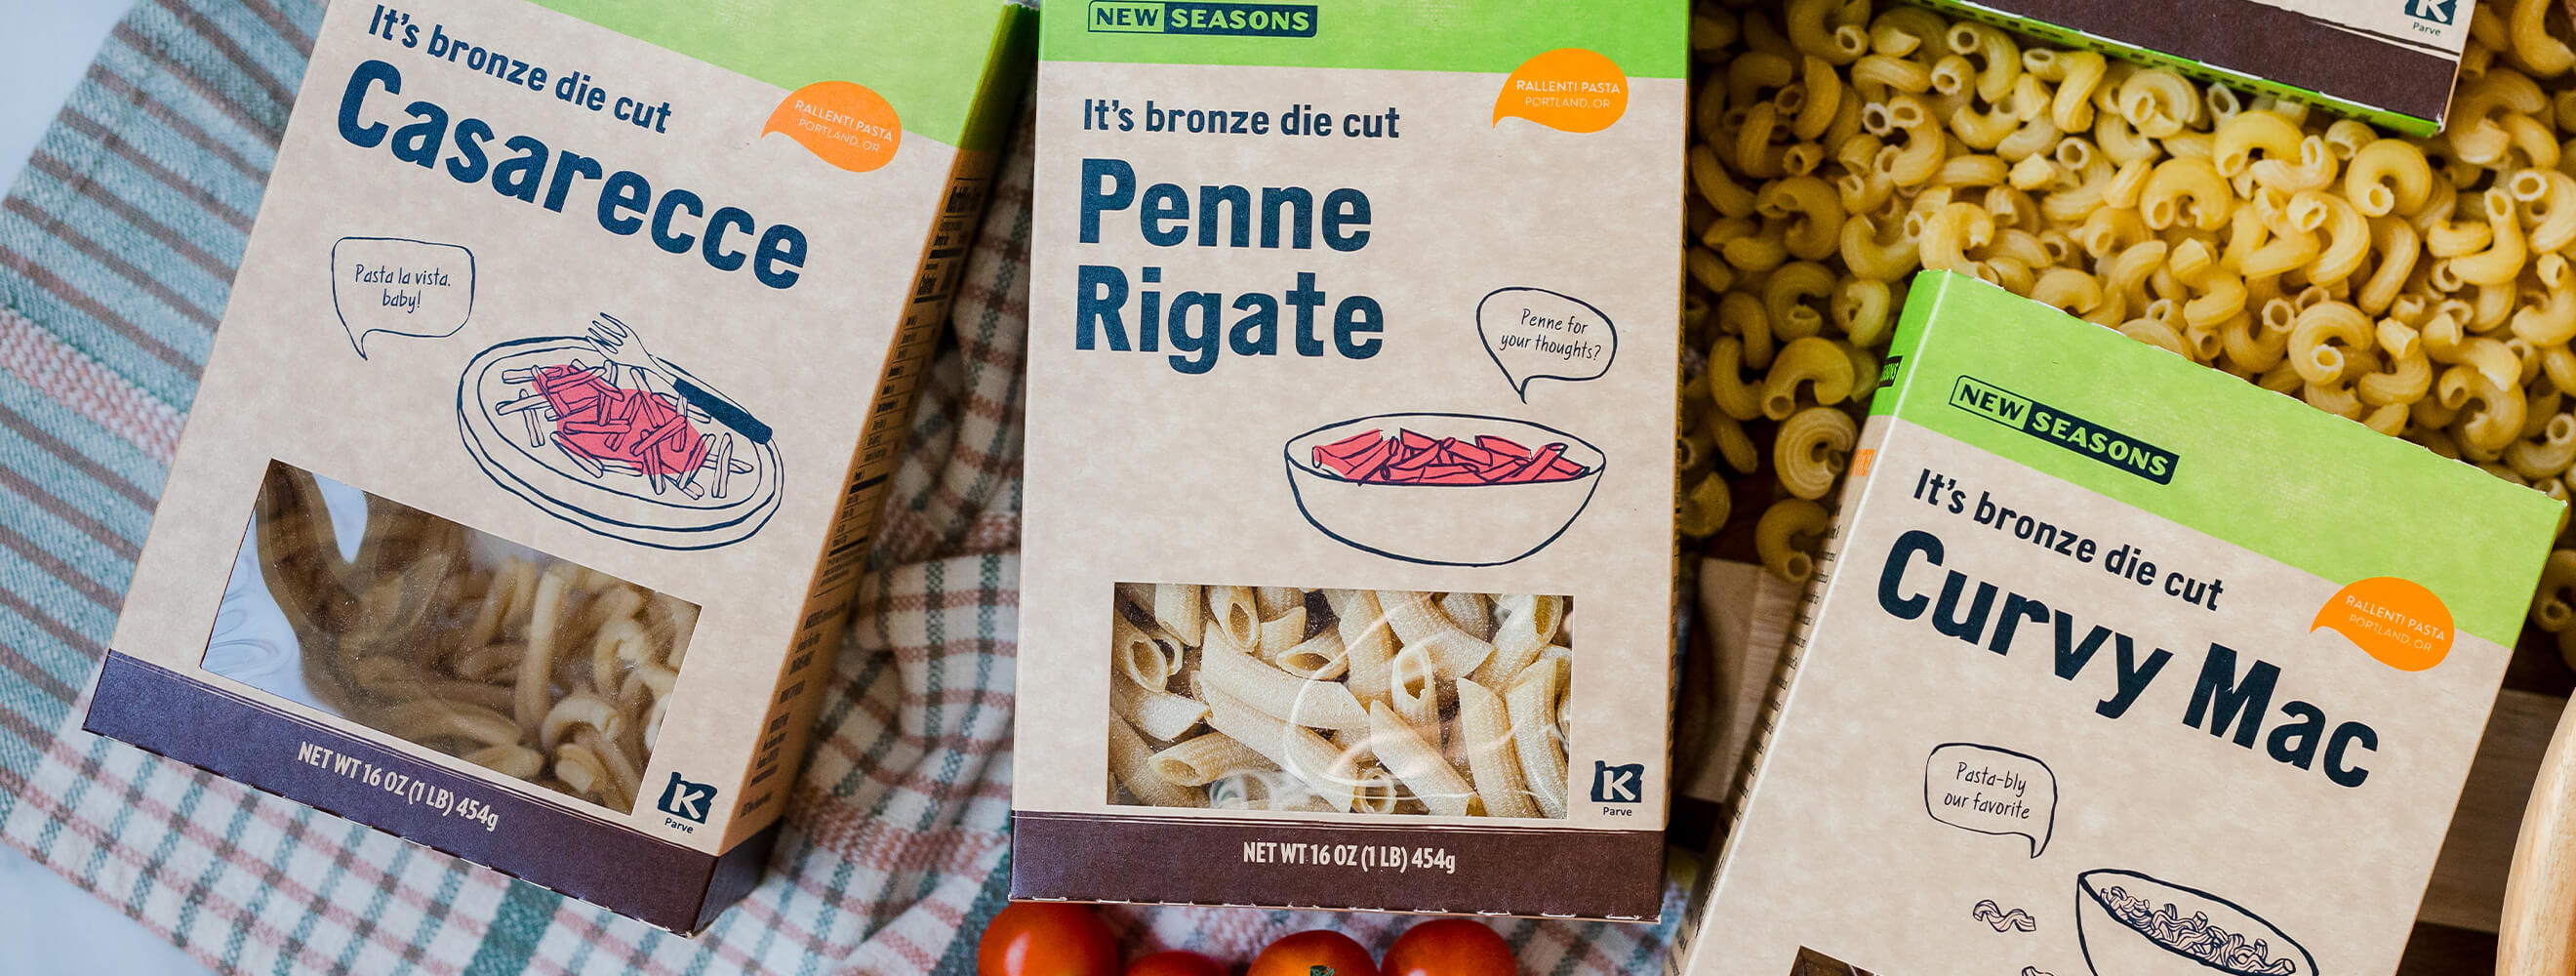 It's bronze die cut
Casarecce
RALLENTI PASTA
PORTLAND, OR
Pasta la vista,
baby!
NET WT 16 OZ (1 LB) 454g
K
Parve
NEW SEASONS
It's bronze die cut
Penne
Rigate
RALLENTI PASTA
PORTLAND, OR
Penne for
your thoughts?
NET WT 16 OZ (1 LB) 454g
K
Parve
K
Parve
NEW SEASONS
It's bronze die cut
Curvy Mac
RALLENTI PASTA
PORTLAND, OR
Pasta-bly
our favorite